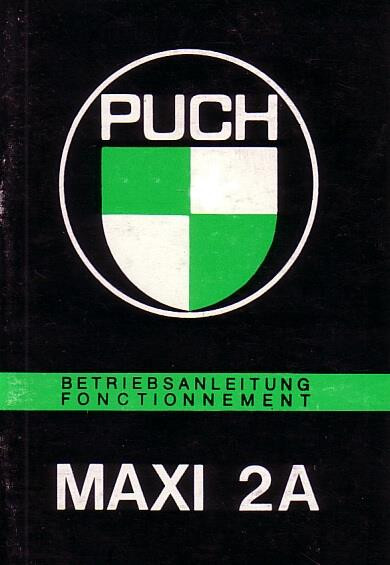 PUCH
BETRIEBSANLEITUNG
FONCTIONNEMENT
MAXI 2A